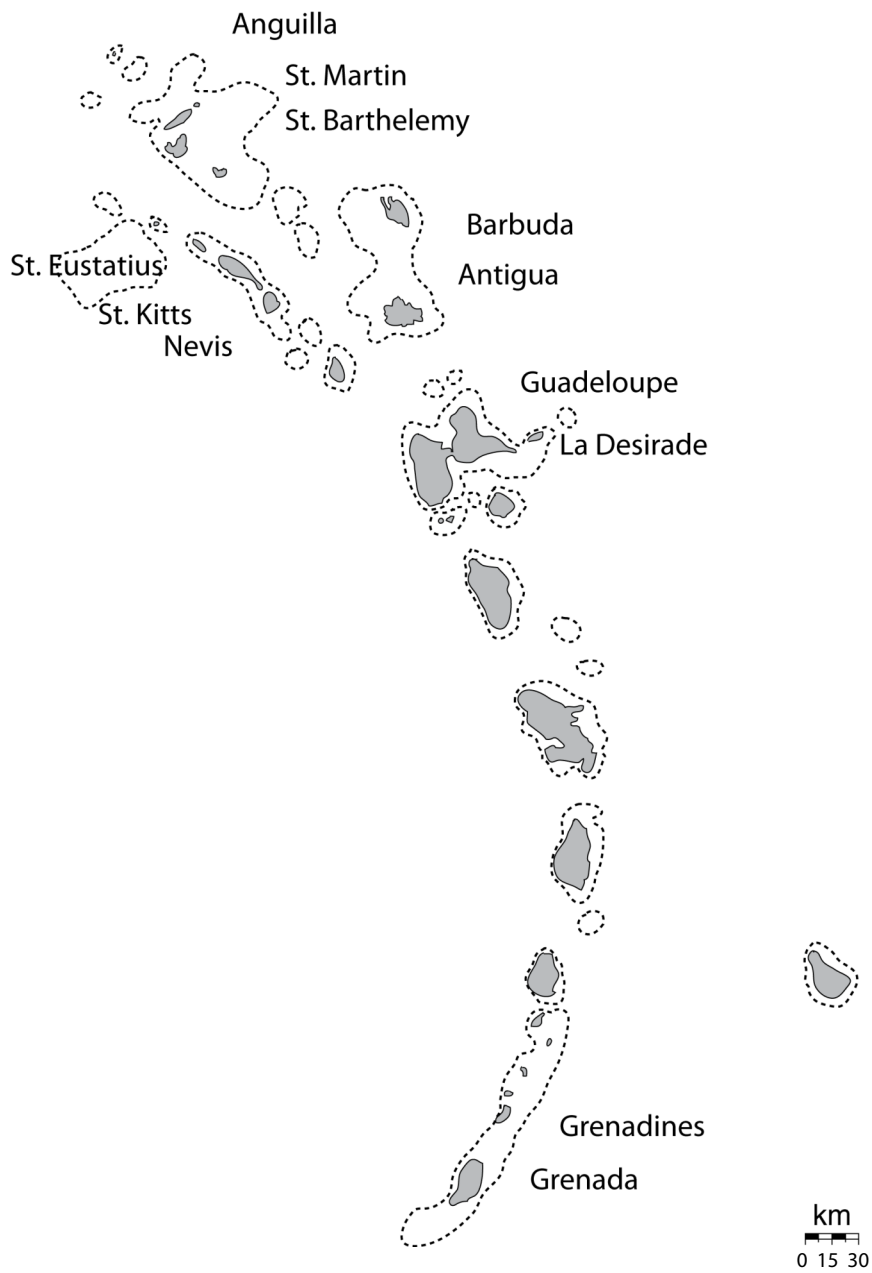 Anguilla
St. Martin
St. Barthelemy
Barbuda
St. Eustatius
Antigua
St. Kitts
Nevis
Guadeloupe
La Desirade
Grenadines
Grenada
km
0 15 30